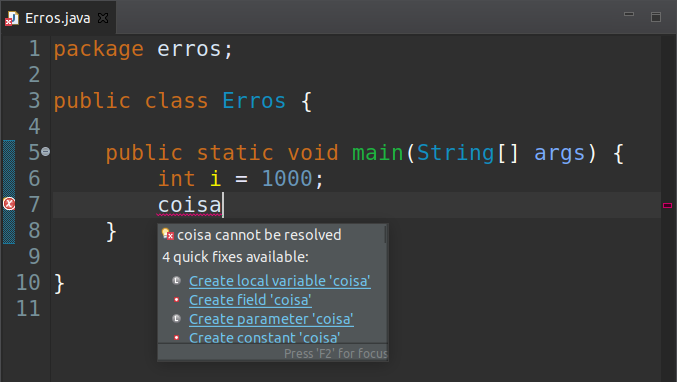 Erros.java
1 package erros;
2
3 public class Erros {
4
5 public static void main(String[] args) {
6 int i = 1000;
7 coisa
8 }
9
10 }
11
coisa cannot be resolved
4 quick fixes available:
Create local variable 'coisa'
Create field 'coisa'
Create parameter 'coisa'
Create constant 'coisa'
Press 'F2' for focus